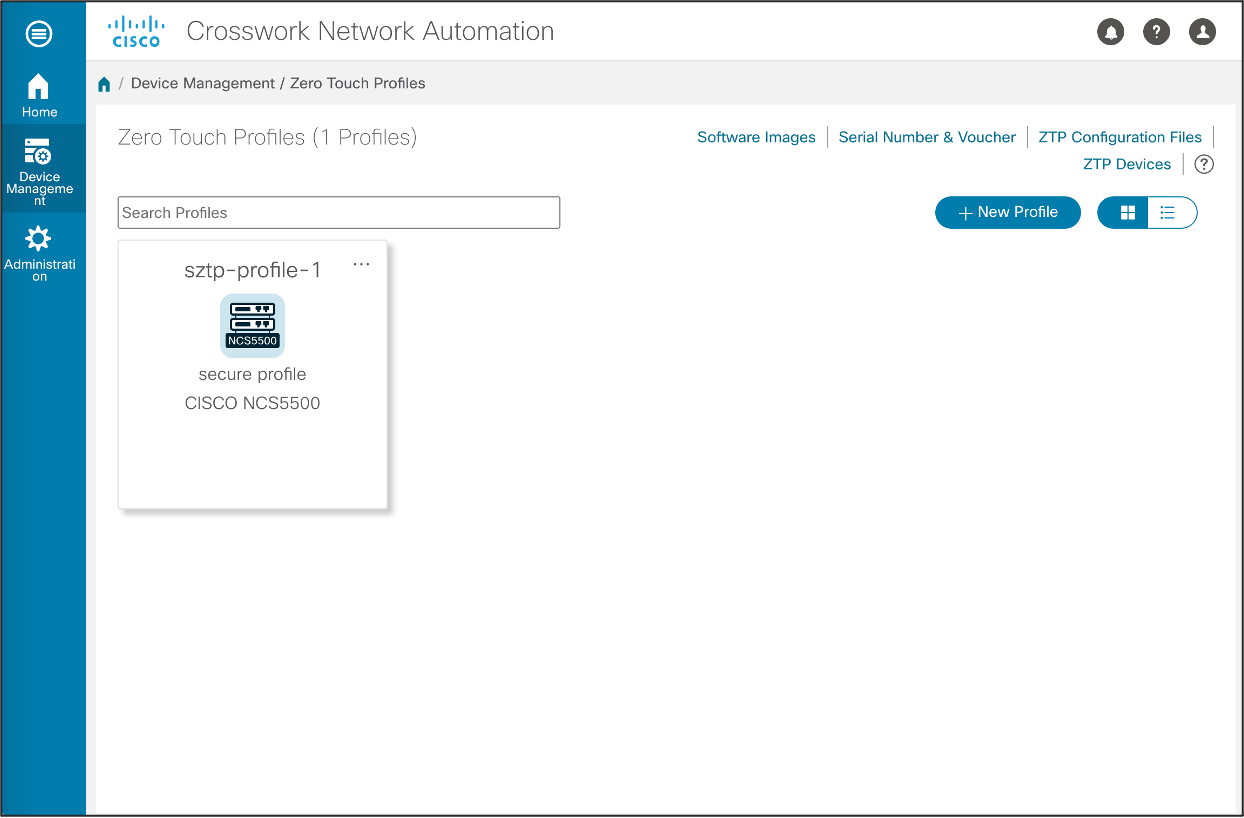 CISCO
Crosswork Network Automation
?
Home
Device
Manageme
nt
Administrati
on
/ Device Management / Zero Touch Profiles
Zero Touch Profiles (1 Profiles)
Software Images
Serial Number & Voucher
ZTP Configuration Files
ZTP Devices
?
Search Profiles
+ New Profile
sztp-profile-1
...
NCS5500
secure profile
CISCO NCS5500